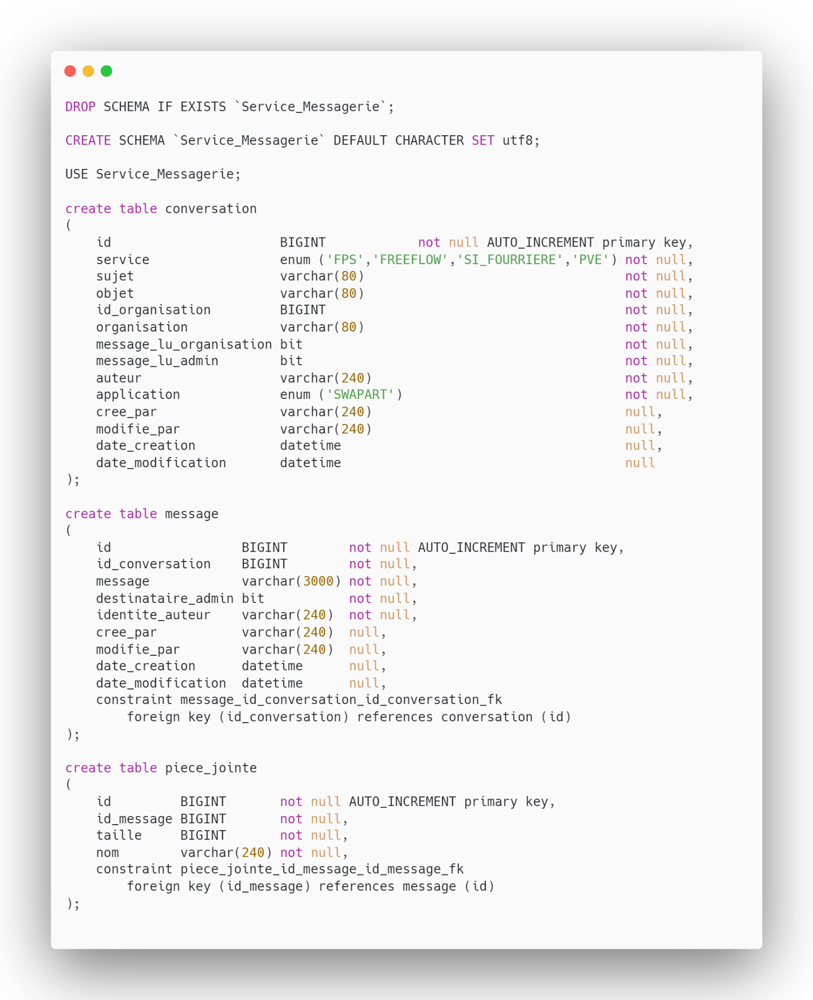 DROP SCHEMA IF EXISTS `Service_Messagerie`;
CREATE SCHEMA `Service_Messagerie` DEFAULT CHARACTER SET utf8;
USE Service_Messagerie;
create table conversation
(
    id                      BIGINT            not null AUTO_INCREMENT primary key,
    service                 enum ('FPS','FREEFLOW','SI_FOURRIERE','PVE') not null,
    sujet                   varchar(80)                                  not null,
    objet                   varchar(80)                                  not null,
    id_organisation         BIGINT                                       not null,
    organisation            varchar(80)                                  not null,
    message_lu_organisation bit                                          not null,
    message_lu_admin        bit                                          not null,
    auteur                  varchar(240)                                 not null,
    application             enum ('SWAPART')                             not null,
    cree_par                varchar(240)                                 null,
    modifie_par             varchar(240)                                 null,
    date_creation           datetime                                     null,
    date_modification       datetime                                     null
);
create table message
(
    id                 BIGINT        not null AUTO_INCREMENT primary key,
    id_conversation    BIGINT        not null,
    message            varchar(3000) not null,
    destinataire_admin bit           not null,
    identite_auteur    varchar(240)  not null,
    cree_par           varchar(240)  null,
    modifie_par        varchar(240)  null,
    date_creation      datetime      null,
    date_modification  datetime      null,
    constraint message_id_conversation_id_conversation_fk
        foreign key (id_conversation) references conversation (id)
);
create table piece_jointe
(
    id         BIGINT       not null AUTO_INCREMENT primary key,
    id_message BIGINT       not null,
    taille     BIGINT       not null,
    nom        varchar(240) not null,
    constraint piece_jointe_id_message_id_message_fk
        foreign key (id_message) references message (id)
);